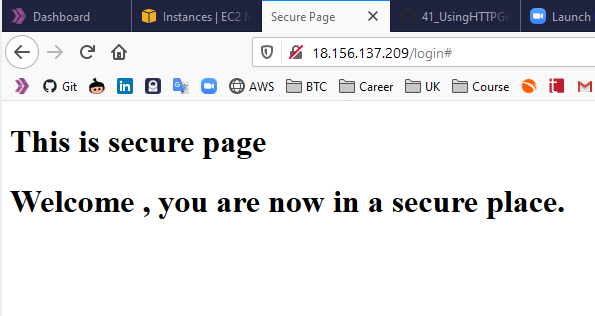 Dashboard
Instances | EC2 M
Secure Page
41_UsingHTTPGe
Launch
18.156.137.209/login#
Git
AWS
BTC
Career
UK
Course
This is secure page
Welcome , you are now in a secure place.